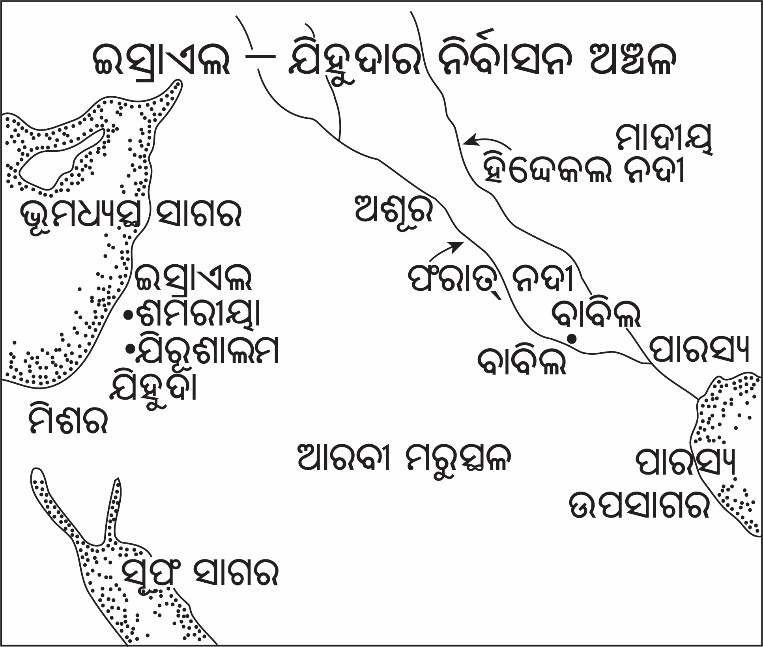 ଇସ୍ରାଏଲ — ଯିହୁଦାର ନିର୍ବାସନ ଅଞ୍ଚଳ
ମାଦୀୟ
ହିଦ୍ଦେକଲ ନଦୀ
ଭୂମଧ୍ୟସ୍ଥ ସାଗର
ଅଶୂର
ଫରାତ୍ ନଦୀ
ଇସ୍ରାଏଲ
ଶମରୀୟା
ଯିରୂଶାଲମ
ଯିହୁଦା
ବାବିଲ
ବାବିଲ
ପାରସ୍ୟ
ମିଶର
ଆରବୀ ମରୁସ୍ଥଳ
ପାରସ୍ୟ
ଉପସାଗର
ସୂଫ ସାଗର